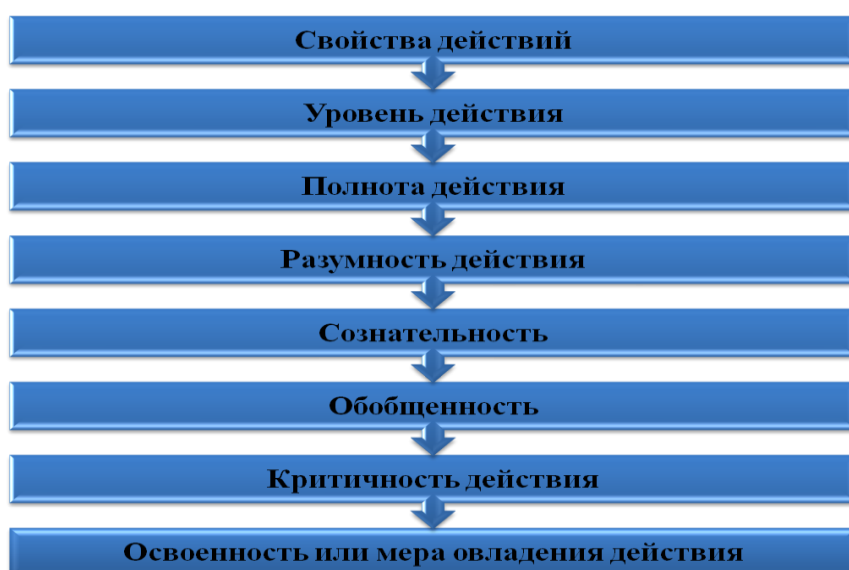 Свойства действий
Уровень действия
Полнота действия
Разумность действия
Сознательность
Обобщенность
Критичность действия
Освоенность или мера овладения действия